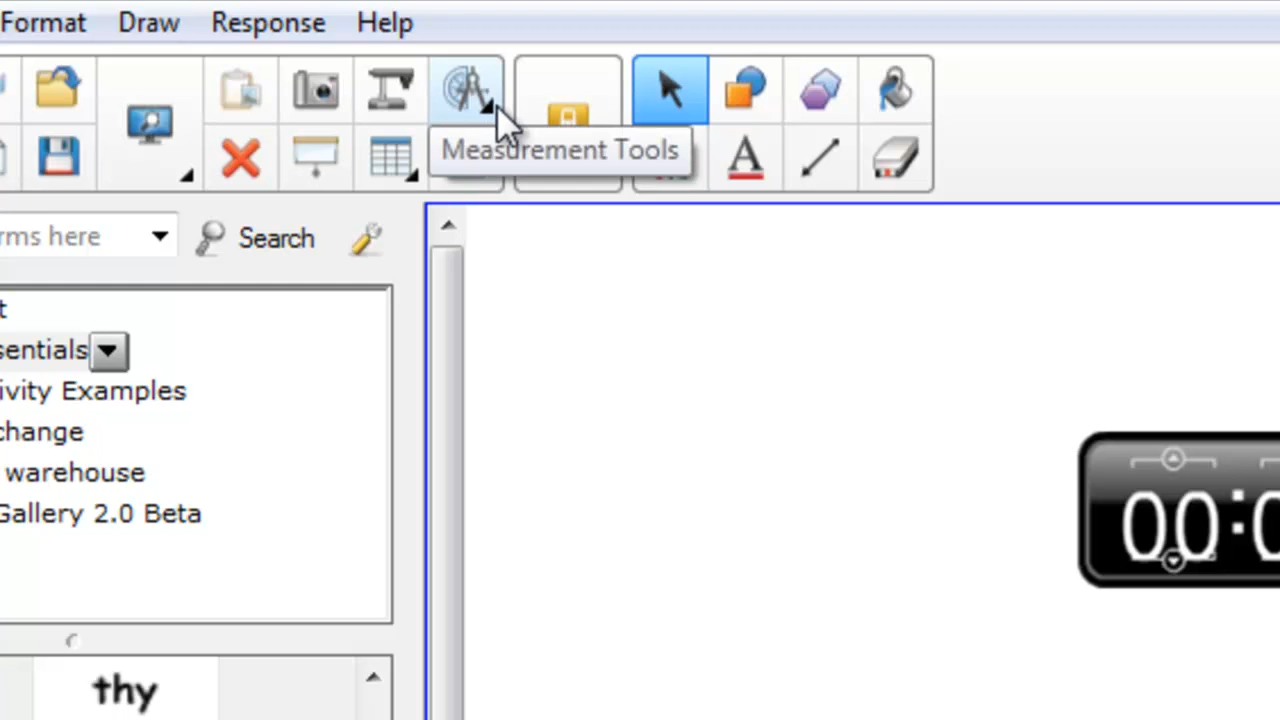 Format Draw Response Help
Measurement Tools
A
rms here
Search
t
sentials
ivity Examples
change
warehouse
Gallery 2.0 Beta
00:0
thy